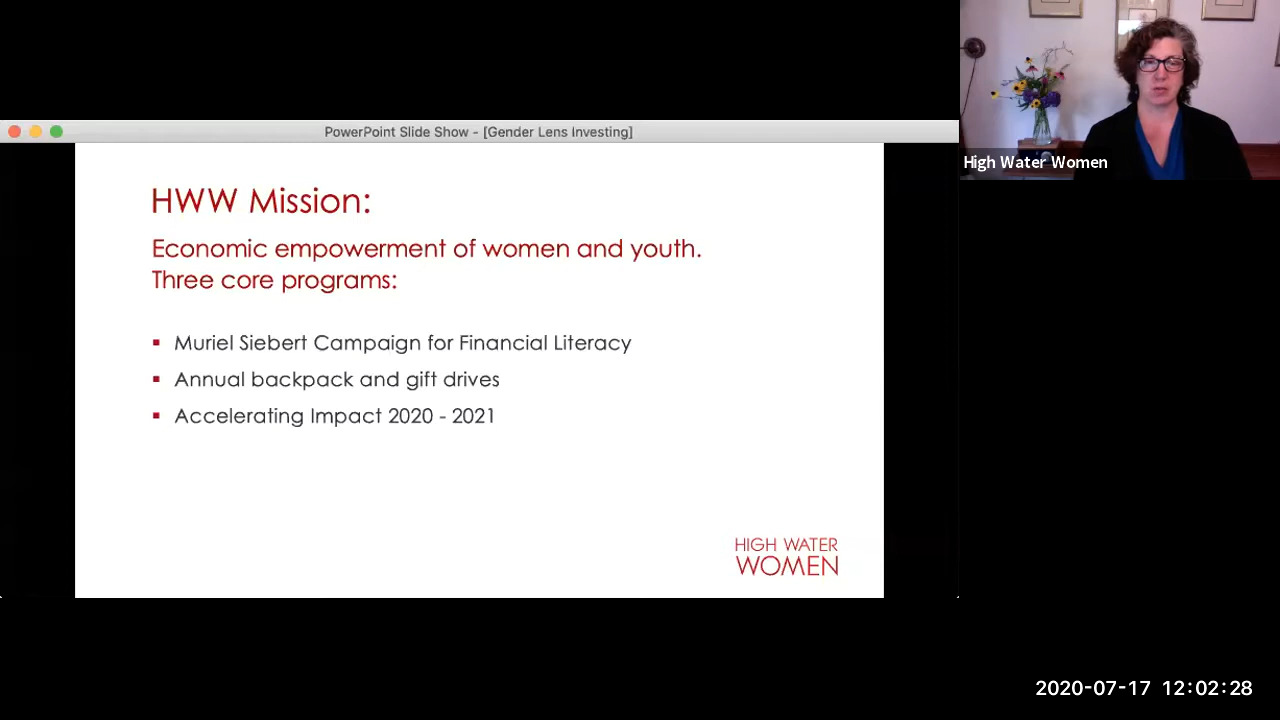 PowerPoint Slide Show - [Gender Lens Investing]
High Water Women
HWW Mission:
Economic empowerment of women and youth.
Three core programs:
▪ Muriel Siebert Campaign for Financial Literacy
▪ Annual backpack and gift drives
▪ Accelerating Impact 2020 - 2021
HIGH WATER
WOMEN
2020-07-17 12:02:28